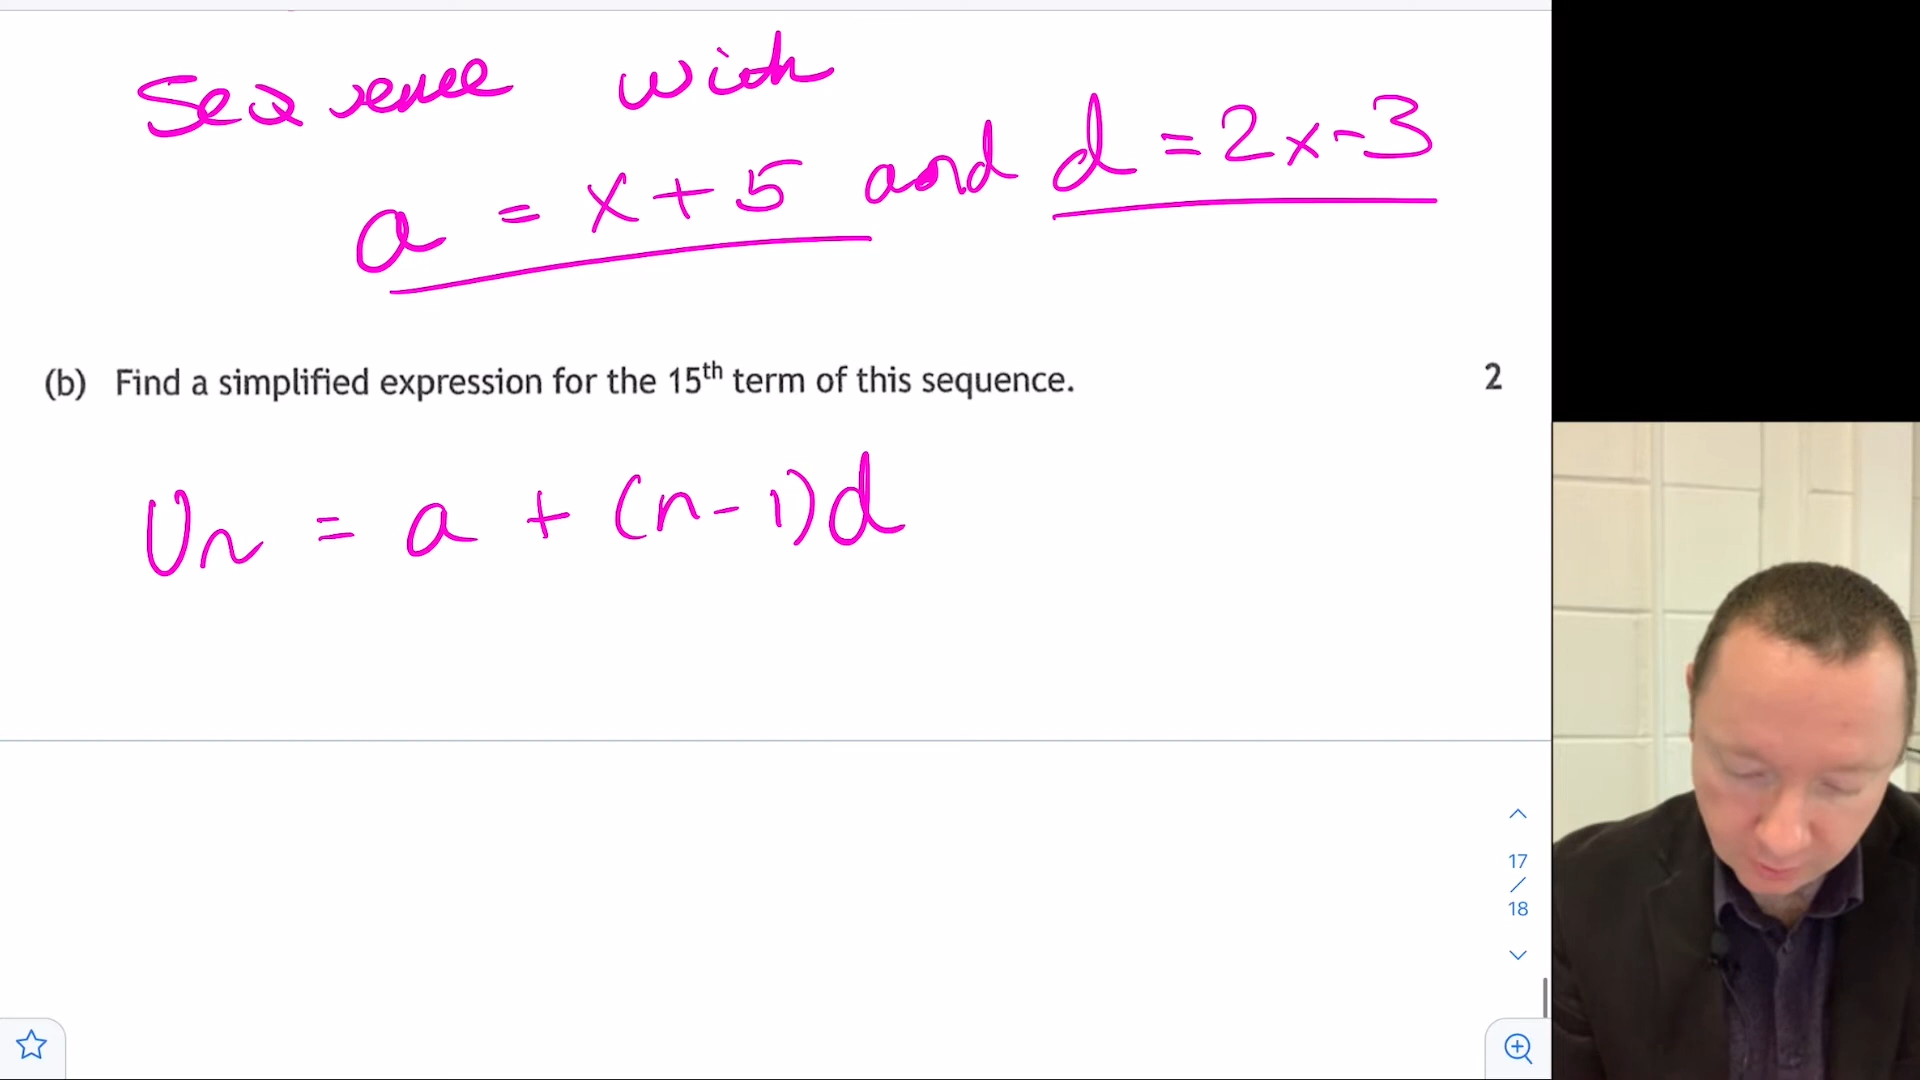 Sequence with
a = x + 5 and d = 2x - 3
(b) Find a simplified expression for the 15th term of this sequence. 2
Un = a + (n - 1)d
17
/
18